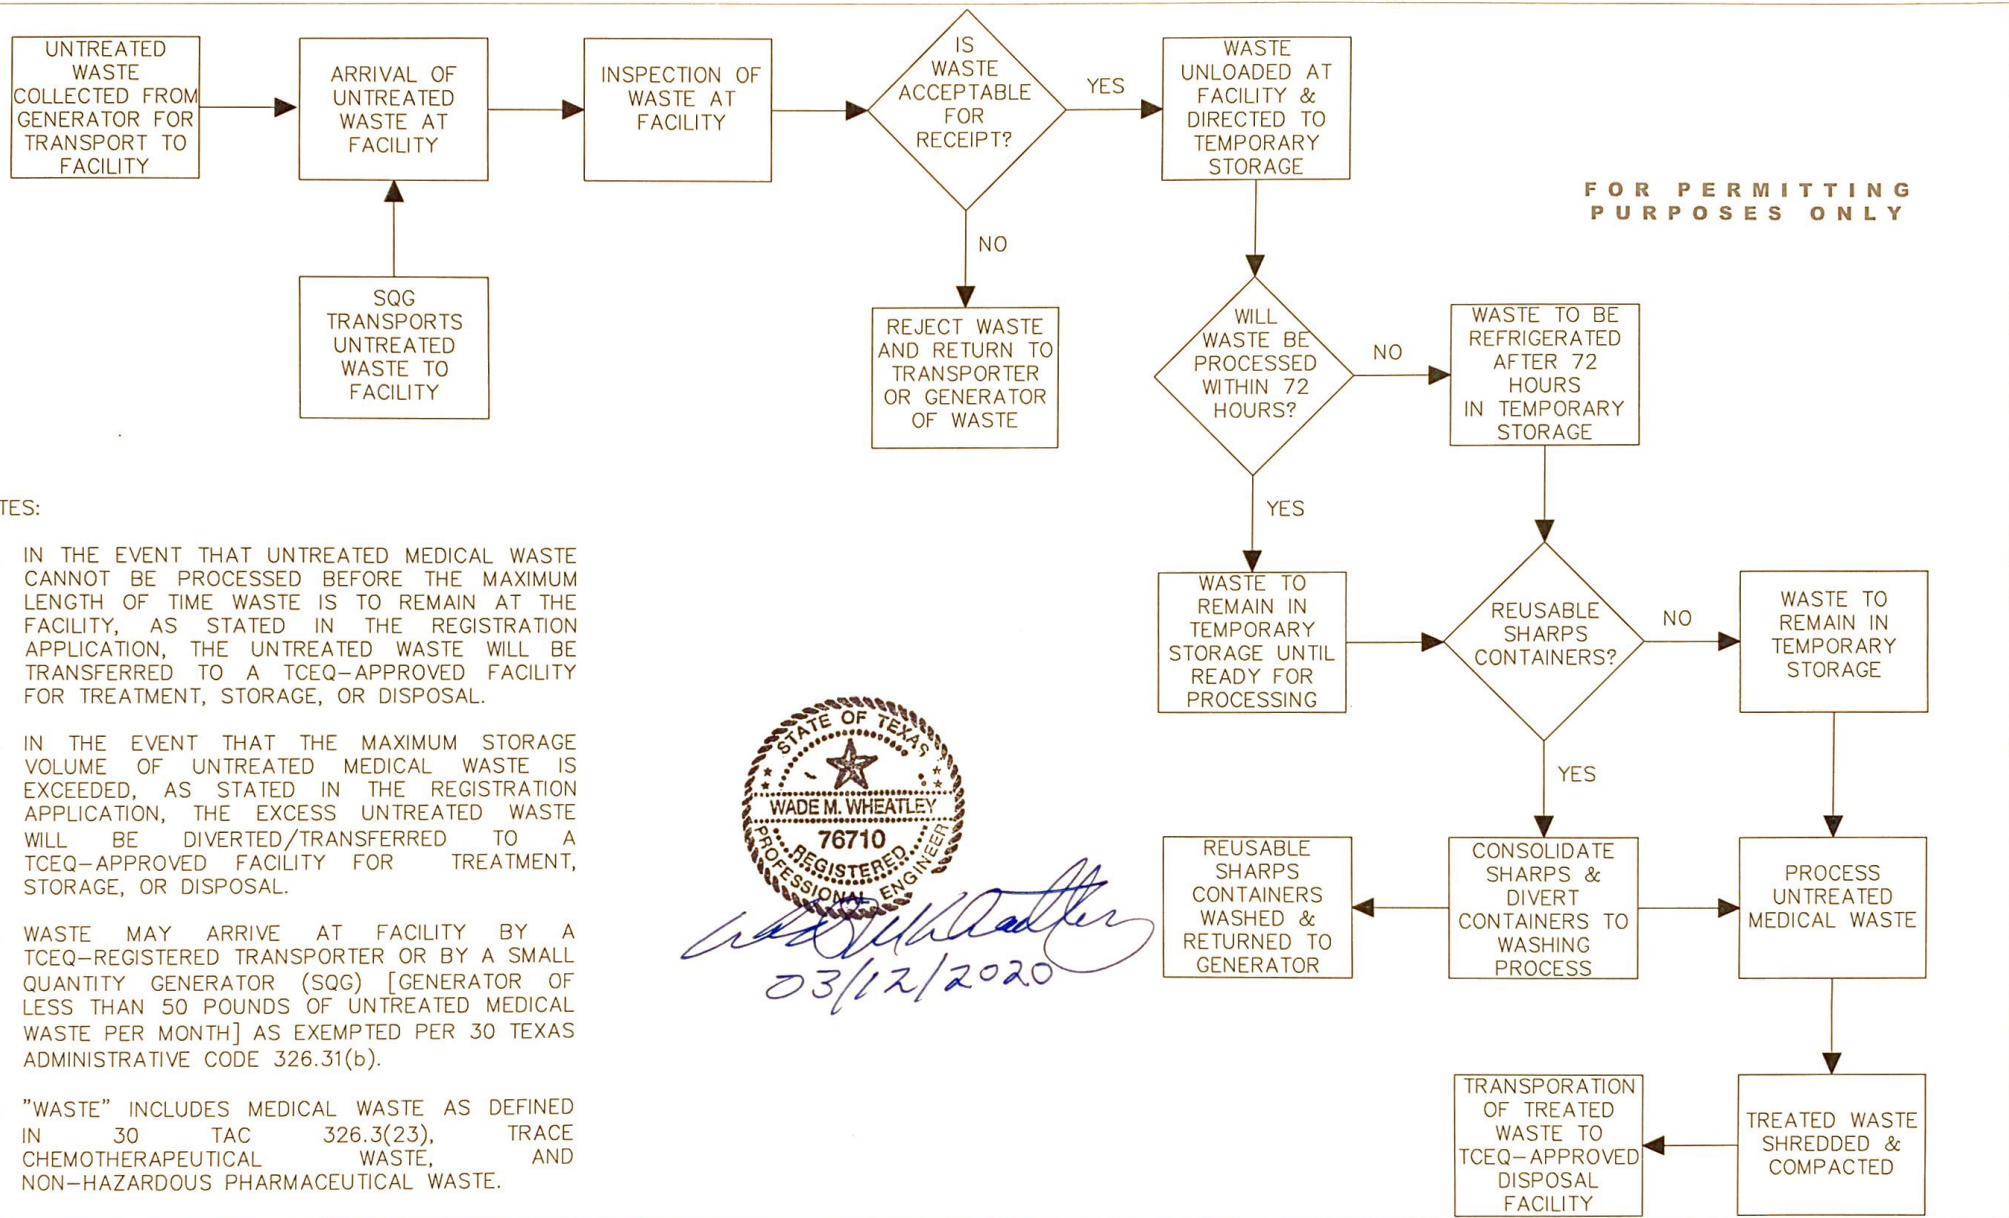 UNTREATED
WASTE
COLLECTED FROM
GENERATOR FOR
TRANSPORT TO
FACILITY
ARRIVAL OF
UNTREATED
WASTE AT
FACILITY
INSPECTION OF
WASTE AT
FACILITY
IS
WASTE
ACCEPTABLE
FOR
RECEIPT?
YES
WASTE
UNLOADED AT
FACILITY &
DIRECTED TO
TEMPORARY
STORAGE
FOR PERMITTING
PURPOSES ONLY
NO
SQG
TRANSPORTS
UNTREATED
WASTE TO
FACILITY
REJECT WASTE
AND RETURN TO
TRANSPORTER
OR GENERATOR
OF WASTE
WILL
WASTE BE
PROCESSED
WITHIN 72
HOURS?
NO
WASTE TO BE
REFRIGERATED
AFTER 72
HOURS
IN TEMPORARY
STORAGE
YES
WASTE TO
REMAIN IN
TEMPORARY
STORAGE UNTIL
READY FOR
PROCESSING
REUSABLE
SHARPS
CONTAINERS?
NO
WASTE TO
REMAIN IN
TEMPORARY
STORAGE
YES
REUSABLE
SHARPS
CONTAINERS
WASHED &
RETURNED TO
GENERATOR
CONSOLIDATE
SHARPS &
DIVERT
CONTAINERS TO
WASHING
PROCESS
PROCESS
UNTREATED
MEDICAL WASTE
TRANSPORATION
OF TREATED
WASTE TO
TCEQ-APPROVED
DISPOSAL
FACILITY
TREATED WASTE
SHREDDED &
COMPACTED
TES:
IN THE EVENT THAT UNTREATED MEDICAL WASTE
CANNOT BE PROCESSED BEFORE THE MAXIMUM
LENGTH OF TIME WASTE IS TO REMAIN AT THE
FACILITY, AS STATED IN THE REGISTRATION
APPLICATION, THE UNTREATED WASTE WILL BE
TRANSFERRED TO A TCEQ-APPROVED FACILITY
FOR TREATMENT, STORAGE, OR DISPOSAL.
IN THE EVENT THAT THE MAXIMUM STORAGE
VOLUME OF UNTREATED MEDICAL WASTE IS
EXCEEDED, AS STATED IN THE REGISTRATION
APPLICATION, THE EXCESS UNTREATED WASTE
WILL BE DIVERTED/TRANSFERRED TO A
TCEQ-APPROVED FACILITY FOR TREATMENT,
STORAGE, OR DISPOSAL.
WASTE MAY ARRIVE AT FACILITY BY A
TCEQ-REGISTERED TRANSPORTER OR BY A SMALL
QUANTITY GENERATOR (SQG) [GENERATOR OF
LESS THAN 50 POUNDS OF UNTREATED MEDICAL
WASTE PER MONTH] AS EXEMPTED PER 30 TEXAS
ADMINISTRATIVE CODE 326.31(b).
"WASTE" INCLUDES MEDICAL WASTE AS DEFINED
IN 30 TAC 326.3(23), TRACE
CHEMOTHERAPEUTICAL WASTE, AND
NON-HAZARDOUS PHARMACEUTICAL WASTE.
STATE OF TEXAS
WADE M. WHEATLEY
76710
REGISTERED
PROFESSIONAL ENGINEER
Wade M Wheatley
03/12/2020